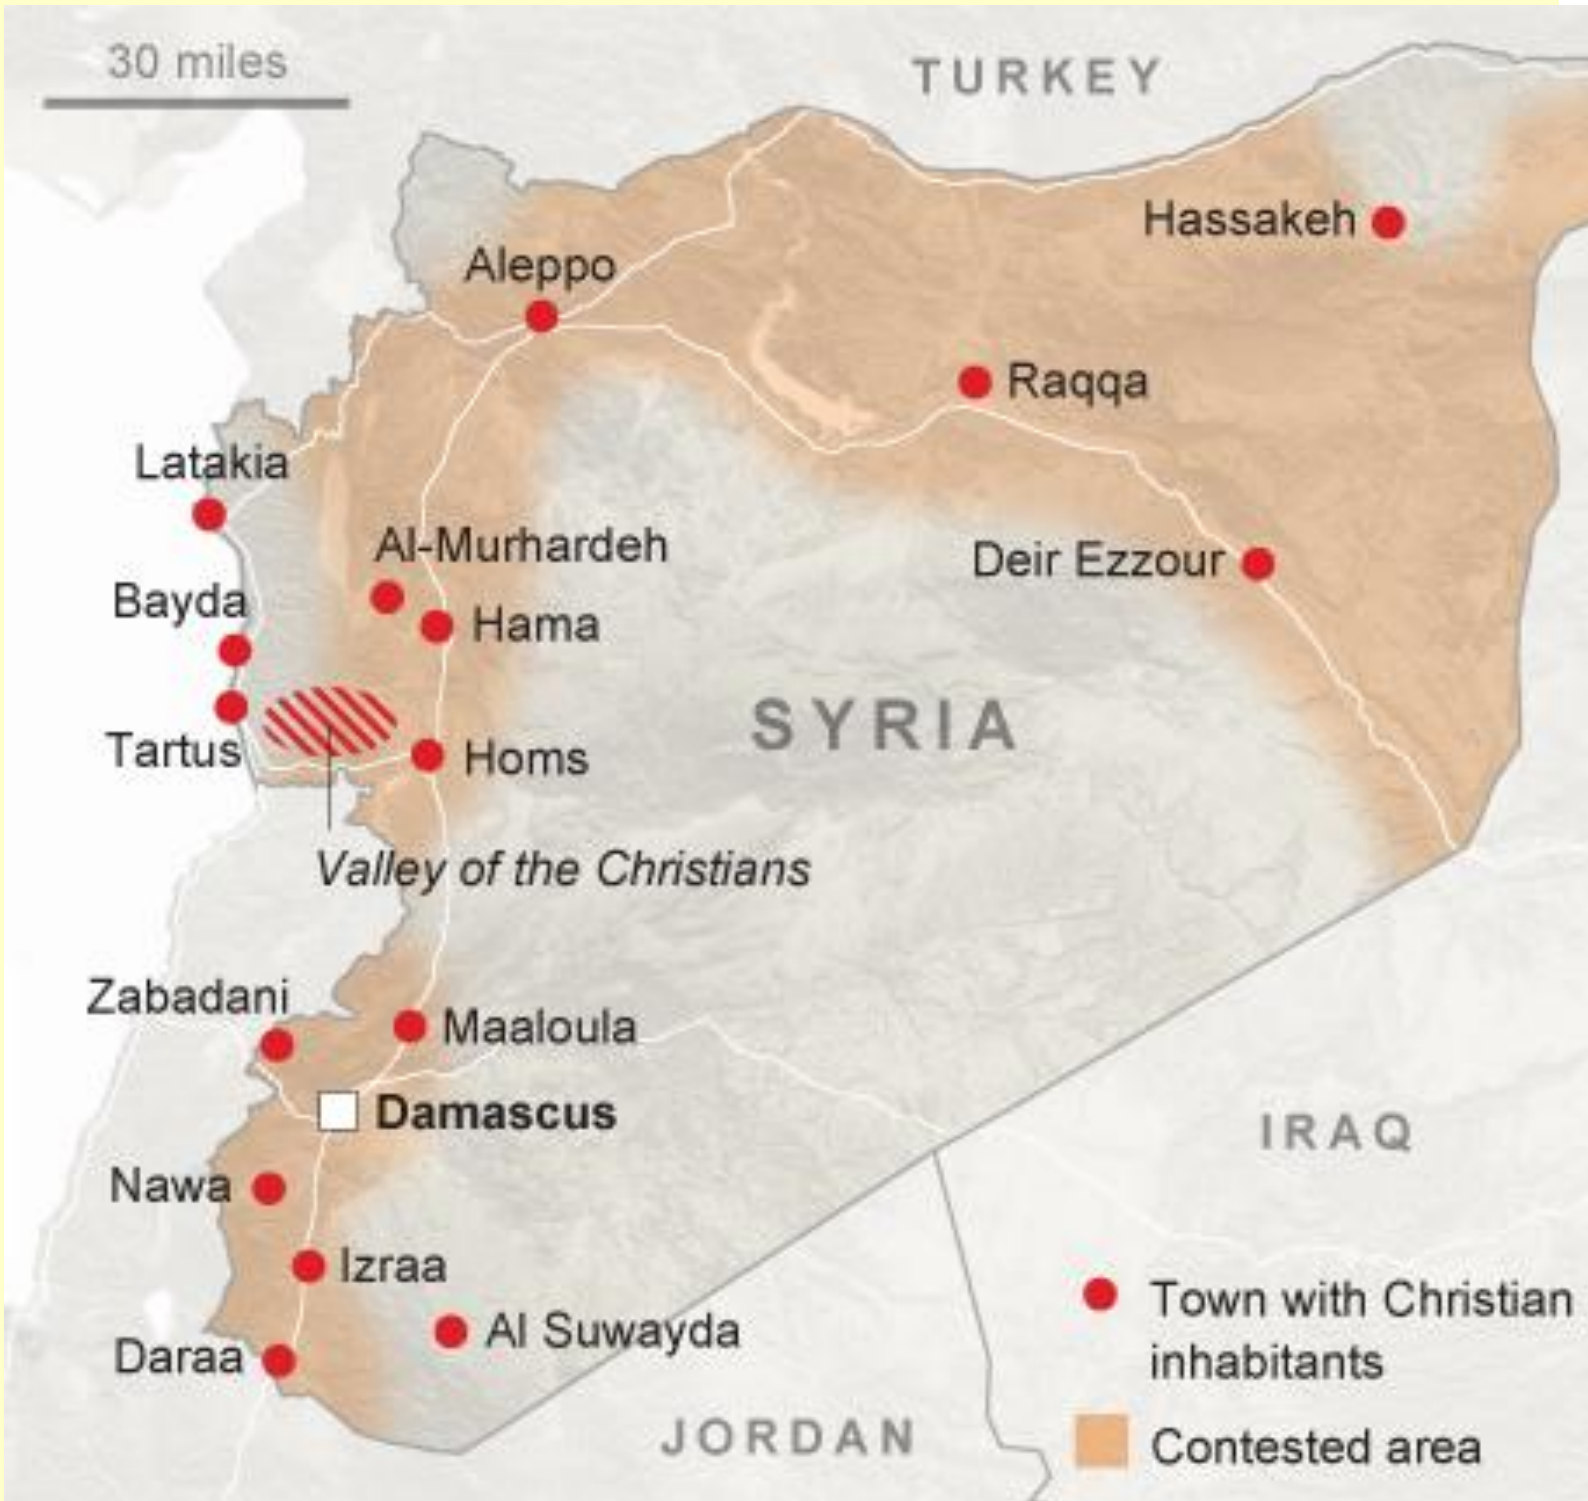 30 miles
TURKEY
Hassakeh
Aleppo
Raqqa
Latakia
Al-Murhardeh
Deir Ezzour
Bayda
Hama
SYRIA
Tartus
Homs
Valley of the Christians
Zabadani
Maaloula
Damascus
IRAQ
Nawa
Izraa
Town with Christian
inhabitants
Al Suwayda
Daraa
JORDAN
Contested area